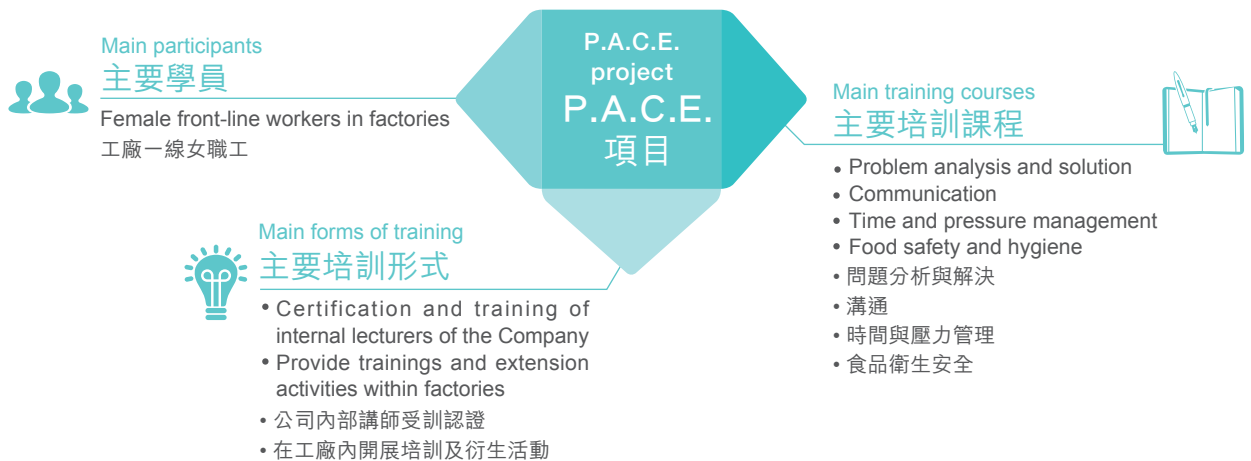 P.A.C.E.
project
P.A.C.E.
項目
Main participants
主要學員
Female front-line workers in factories
工廠一線女職工
Main training courses
主要培訓課程
• Problem analysis and solution
• Communication
• Time and pressure management
• Food safety and hygiene
• 問題分析與解決
• 溝通
• 時間與壓力管理
• 食品衛生安全
Main forms of training
主要培訓形式
• Certification and training of
internal lecturers of the Company
• Provide trainings and extension
activities within factories
• 公司內部講師受訓認證
• 在工廠內開展培訓及衍生活動